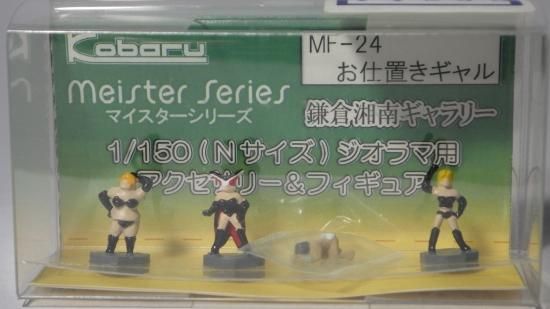 Kobaru
MF-24
お仕置きギャル
Meister Series
マイスターシリーズ
鎌倉湘南ギャラリー
1/150(Nサイズ)ジオラマ用
アクセサリー&フィギュア